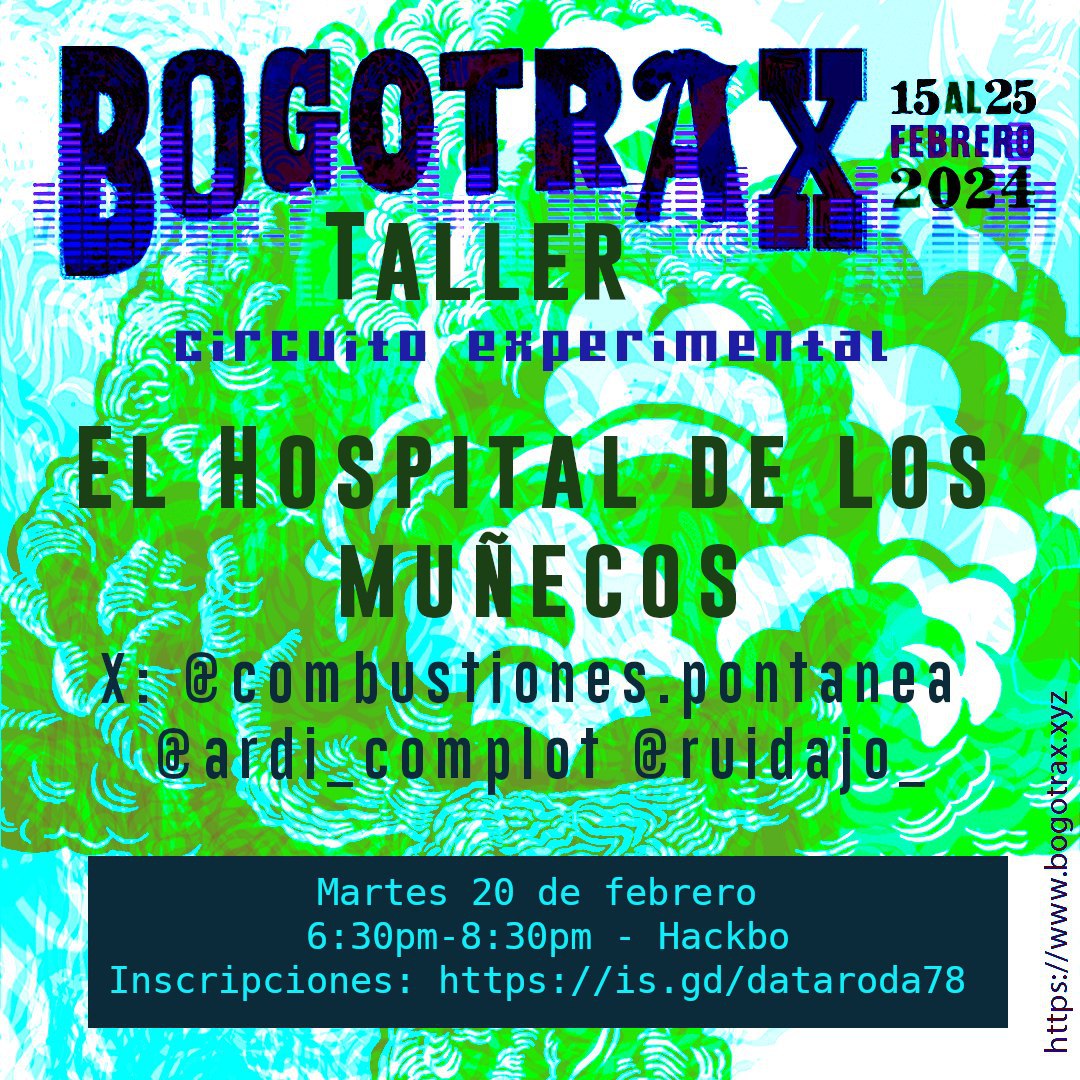 BOGOTRAX
15 AL 25
FEBRERO
2024
TALLER
circuito experimental
EL HOSPITAL DE LOS
MUÑECOS
X: @combustiones.pontanea
@ardi_complot @ruidajo_
Martes 20 de febrero
6:30pm-8:30pm - Hackbo
Inscripciones: https://is.gd/dataroda78
https://www.bogotrax.xyz